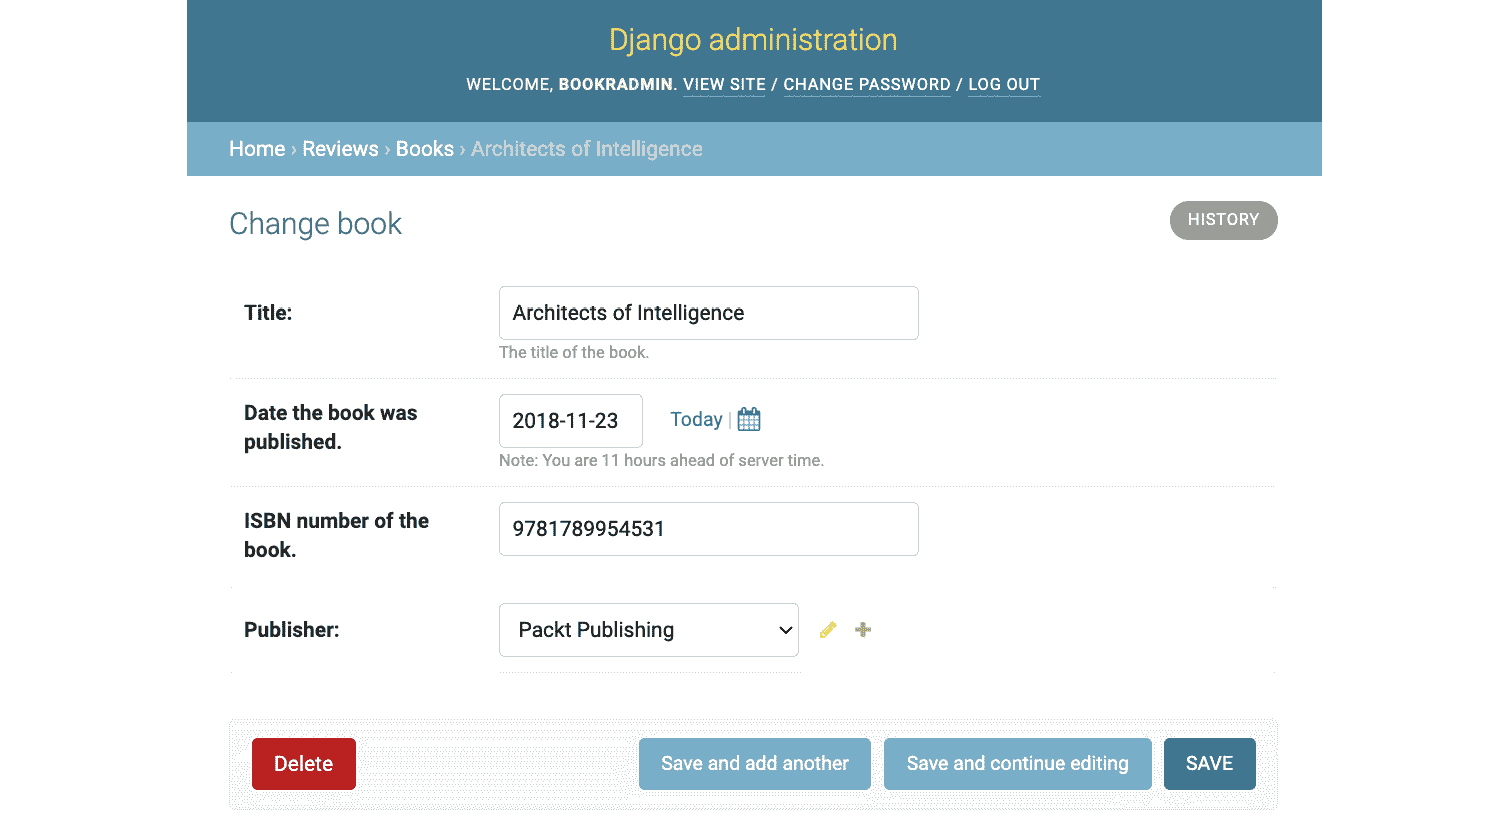 Django administration
WELCOME, BOOKRADMIN. VIEW SITE / CHANGE PASSWORD / LOG OUT
Home › Reviews › Books › Architects of Intelligence
Change book
HISTORY
Title:
Architects of Intelligence
The title of the book.
Date the book was
published.
2018-11-23
Today |
Note: You are 11 hours ahead of server time.
ISBN number of the
book.
9781789954531
Publisher:
Packt Publishing
Delete
Save and add another
Save and continue editing
SAVE